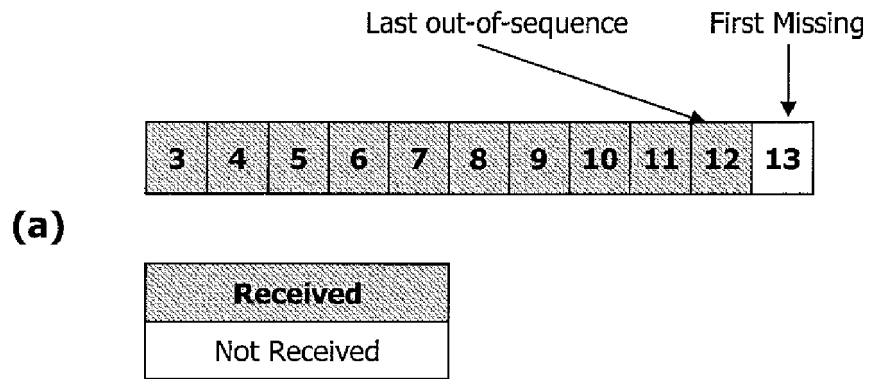 Last out-of-sequence First Missing
3 4 5 6 7 8 9 10 11 12 13
(a)
Received
Not Received